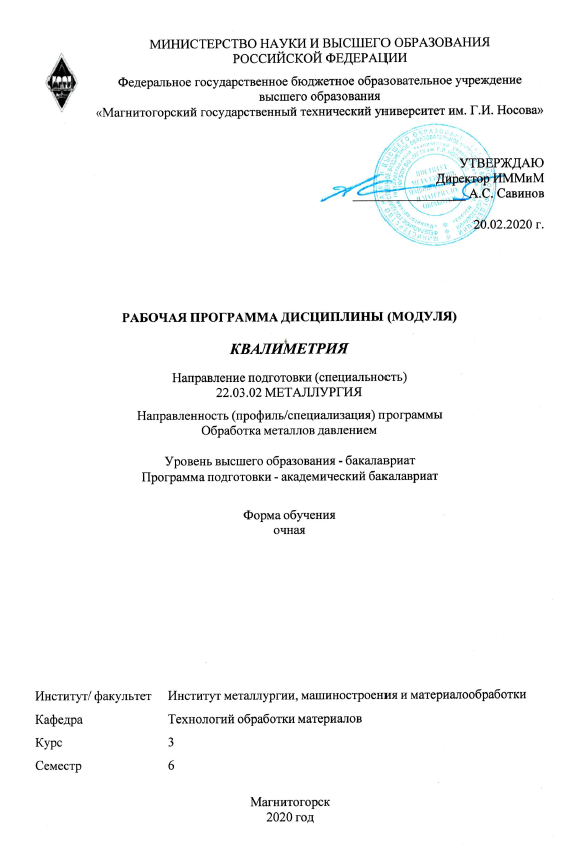 МИНИСТЕРСТВО НАУКИ И ВЫСШЕГО ОБРАЗОВАНИЯ
РОССИЙСКОЙ ФЕДЕРАЦИИ
Федеральное государственное бюджетное образовательное учреждение
высшего образования
«Магнитогорский государственный технический университет им. Г.И. Носова»
УТВЕРЖДАЮ
Директор ИММиМ
А.С. Савинов
20.02.2020 г.
РАБОЧАЯ ПРОГРАММА ДИСЦИПЛИНЫ (МОДУЛЯ)
КВАЛИМЕТРИЯ
Направление подготовки (специальность)
22.03.02 МЕТАЛЛУРГИЯ
Направленность (профиль/специализация) программы
Обработка металлов давлением
Уровень высшего образования - бакалавриат
Программа подготовки - академический бакалавриат
Форма обучения
очная
Институт/ факультет Институт металлургии, машиностроения и материалообработки
Кафедра Технологий обработки материалов
Курс 3
Семестр 6
Магнитогорск
2020 год